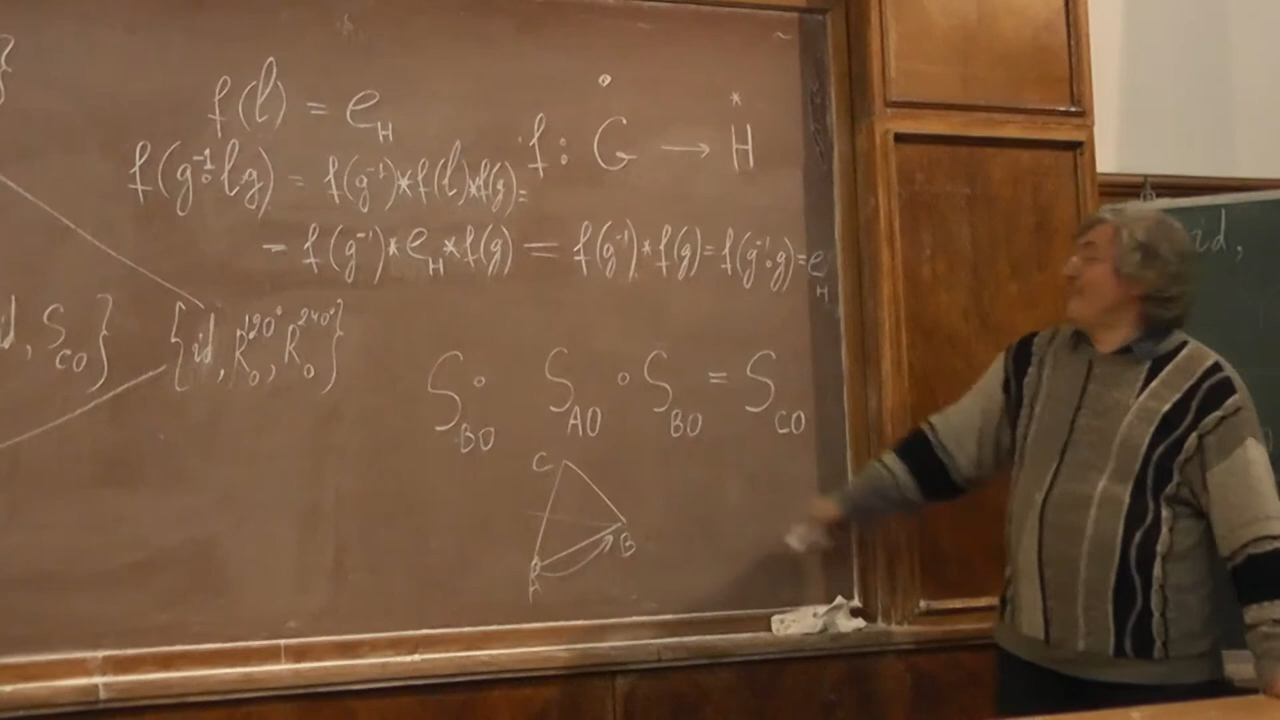 }
f(l) = e_H
f : G → H
∘ *
f(g⁻¹∘l∘g) = f(g⁻¹)*f(l)*f(g)=
= f(g⁻¹)*e_H*f(g) = f(g⁻¹)*f(g)=f(g⁻¹∘g)=e_H
id,
id, S_CO}
{id, R_O^120°, R_O^240°}
S_BO ∘ S_AO ∘ S_BO = S_CO
C
B
A